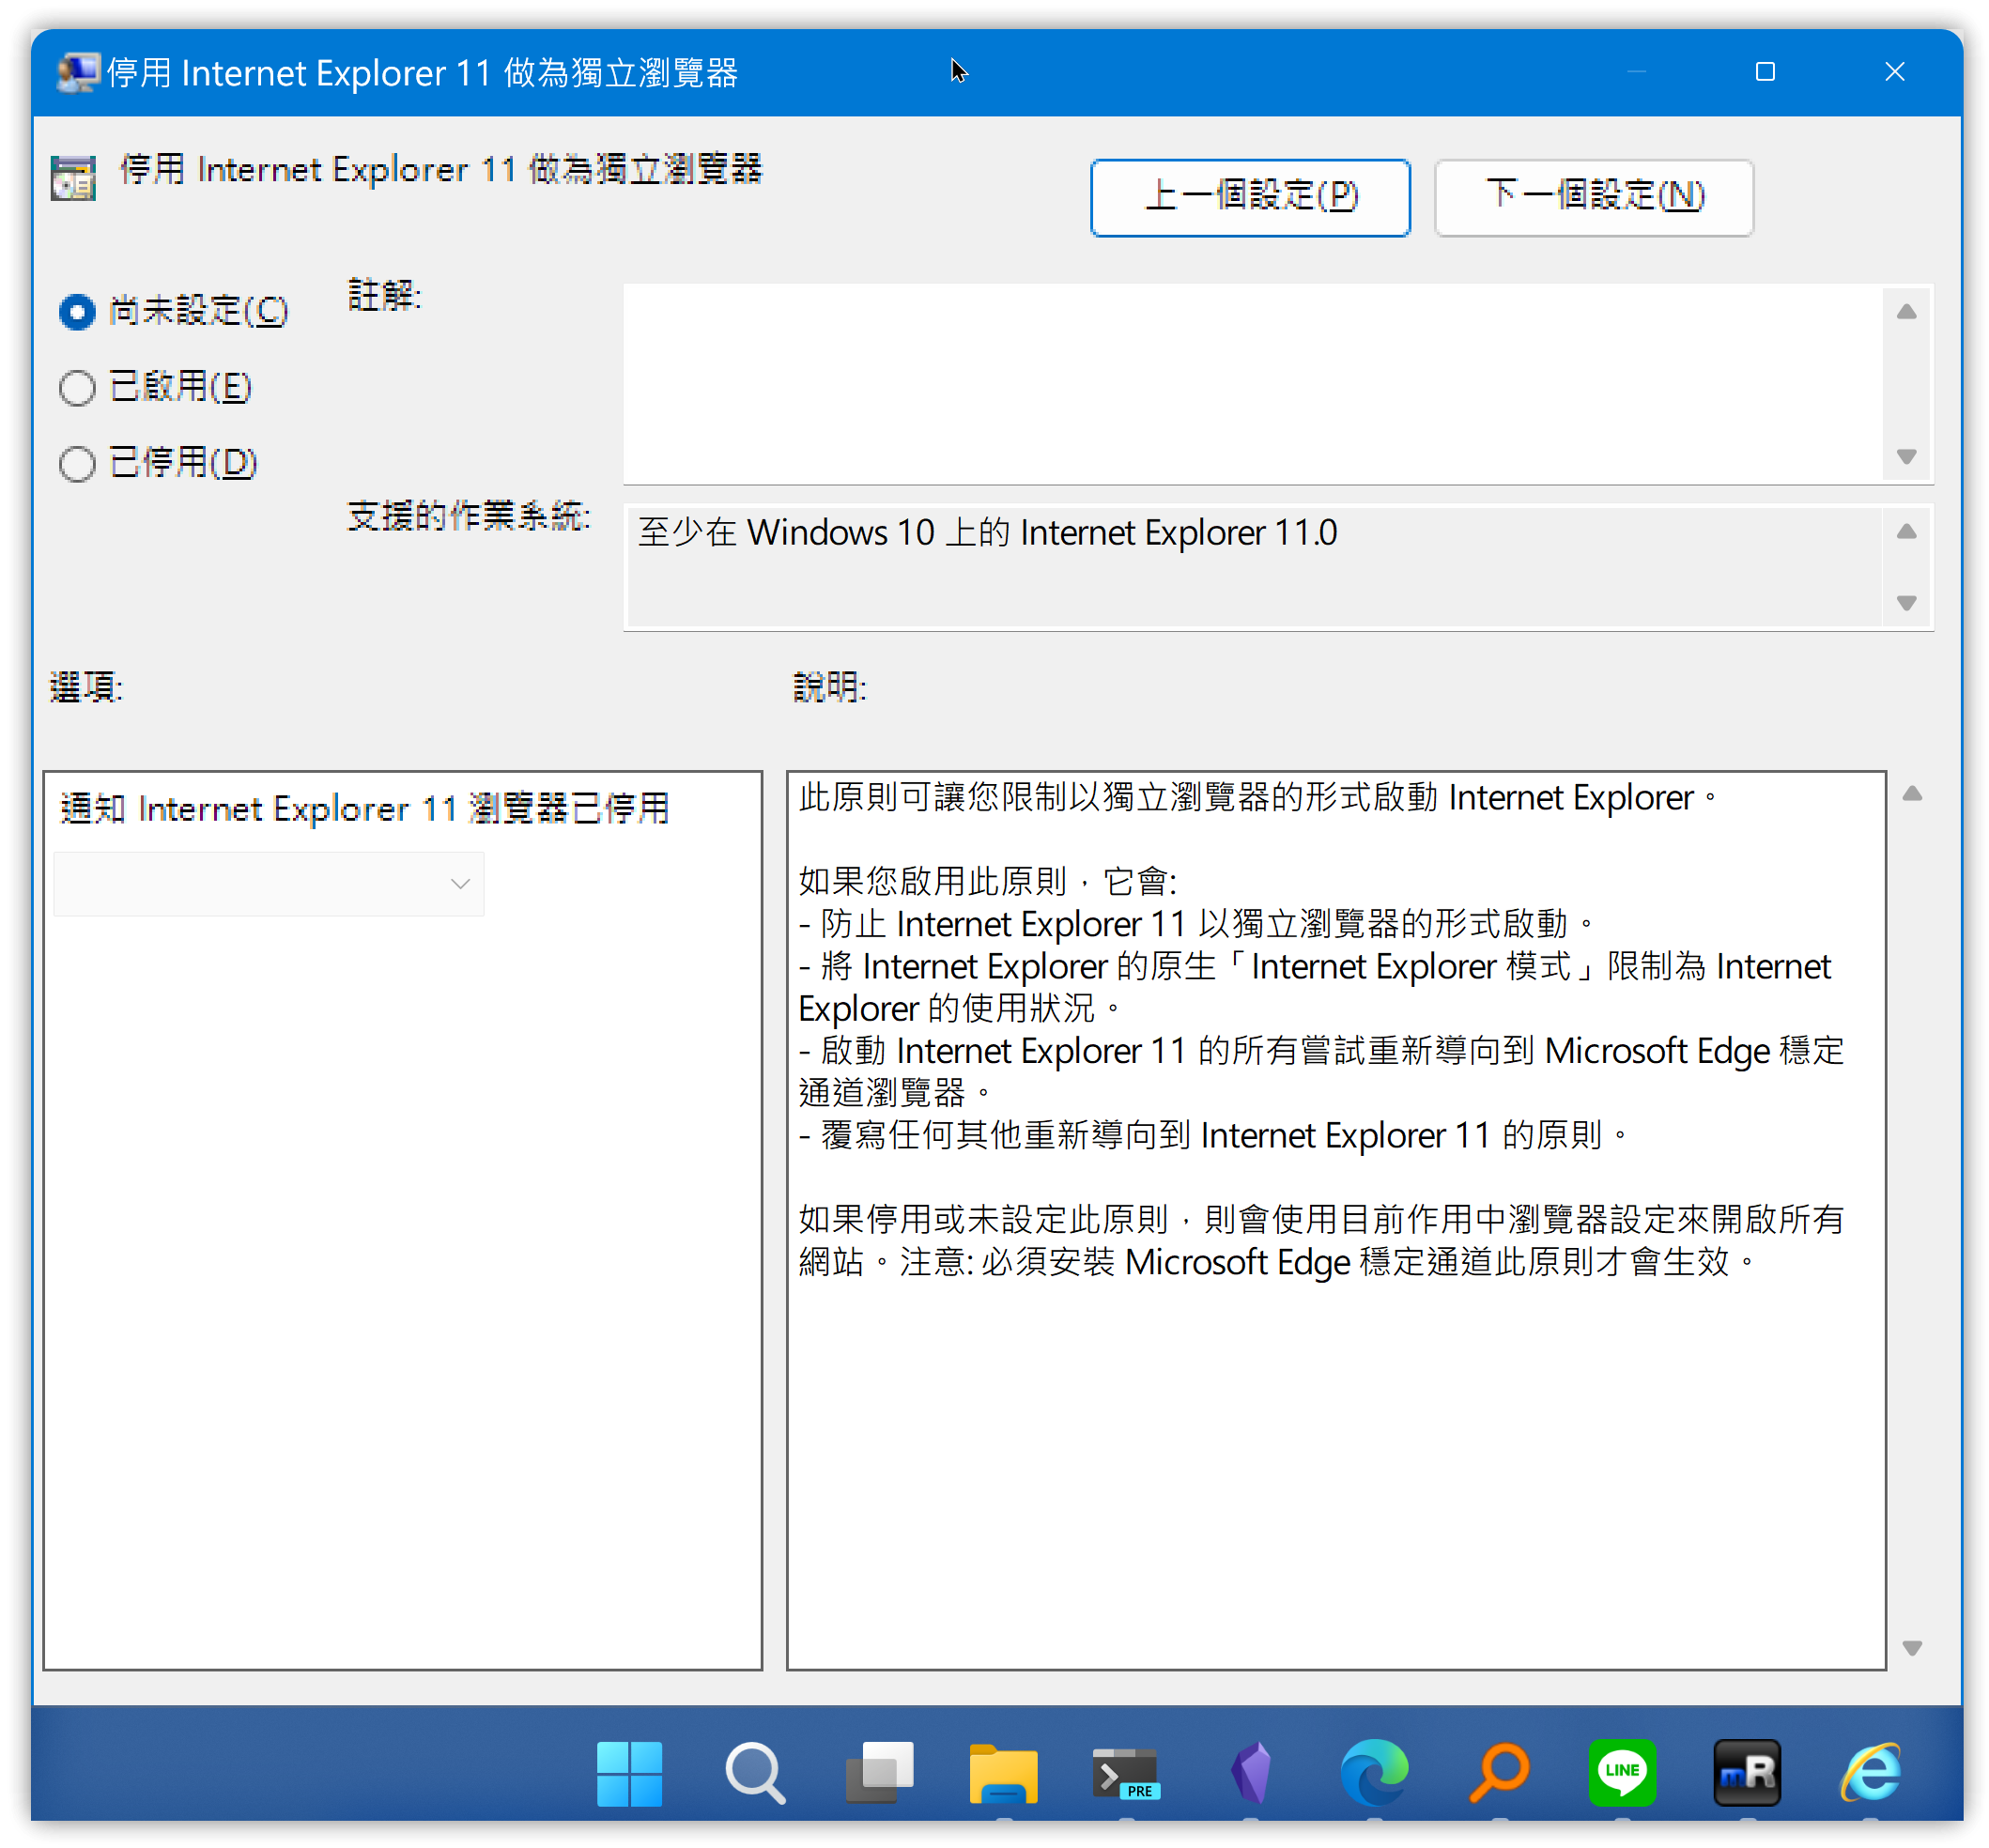 停用 Internet Explorer 11 做為獨立瀏覽器
停用 Internet Explorer 11 做為獨立瀏覽器
上一個設定(P)
下一個設定(N)
尚未設定(C)
註解:
已啟用(E)
已停用(D)
支援的作業系統:
至少在 Windows 10 上的 Internet Explorer 11.0
選項:
說明:
通知 Internet Explorer 11 瀏覽器已停用
此原則可讓您限制以獨立瀏覽器的形式啟動 Internet Explorer。
如果您啟用此原則，它會:
- 防止 Internet Explorer 11 以獨立瀏覽器的形式啟動。
- 將 Internet Explorer 的原生「Internet Explorer 模式」限制為 Internet
Explorer 的使用狀況。
- 啟動 Internet Explorer 11 的所有嘗試重新導向到 Microsoft Edge 穩定
通道瀏覽器。
- 覆寫任何其他重新導向到 Internet Explorer 11 的原則。
如果停用或未設定此原則，則會使用目前作用中瀏覽器設定來開啟所有
網站。注意: 必須安裝 Microsoft Edge 穩定通道此原則才會生效。
PRE
LINE
mR